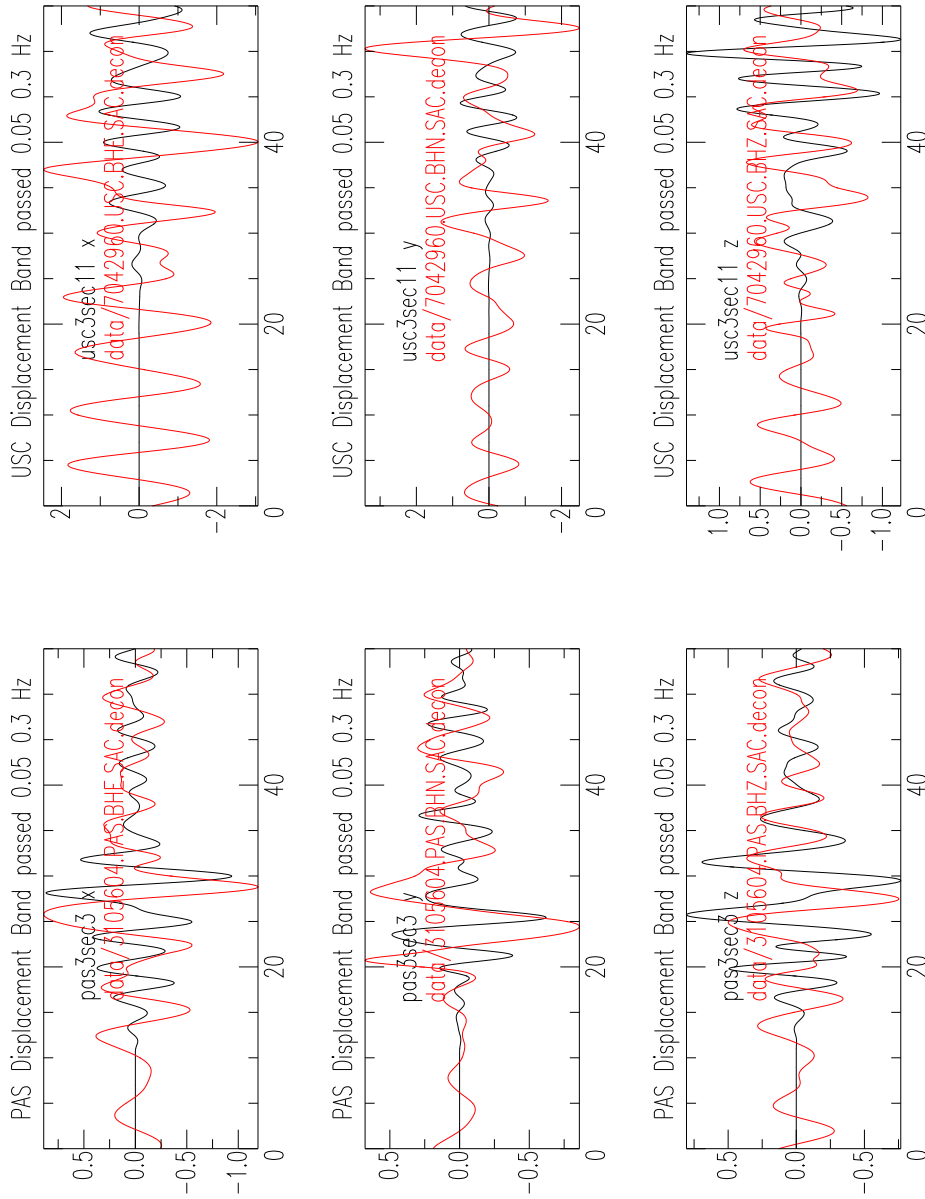 PAS Displacement Band passed 0.05 0.3 Hz
pas3sec3 x
data/3105604.PAS.BHE.SAC.decon
0.5
0.0
-0.5
-1.0
0 20 40
USC Displacement Band passed 0.05 0.3 Hz
usc3sec11 x
data/7042960.USC.BHE.SAC.decon
2
0
-2
0 20 40
PAS Displacement Band passed 0.05 0.3 Hz
pas3sec3 y
data/3105604.PAS.BHN.SAC.decon
0.5
0.0
-0.5
0 20 40
USC Displacement Band passed 0.05 0.3 Hz
usc3sec11 y
data/7042960.USC.BHN.SAC.decon
2
0
-2
0 20 40
PAS Displacement Band passed 0.05 0.3 Hz
pas3sec3 z
data/3105604.PAS.BHZ.SAC.decon
0.5
0.0
-0.5
0 20 40
USC Displacement Band passed 0.05 0.3 Hz
usc3sec11 z
data/7042960.USC.BHZ.SAC.decon
1.0
0.5
0.0
-0.5
-1.0
0 20 40